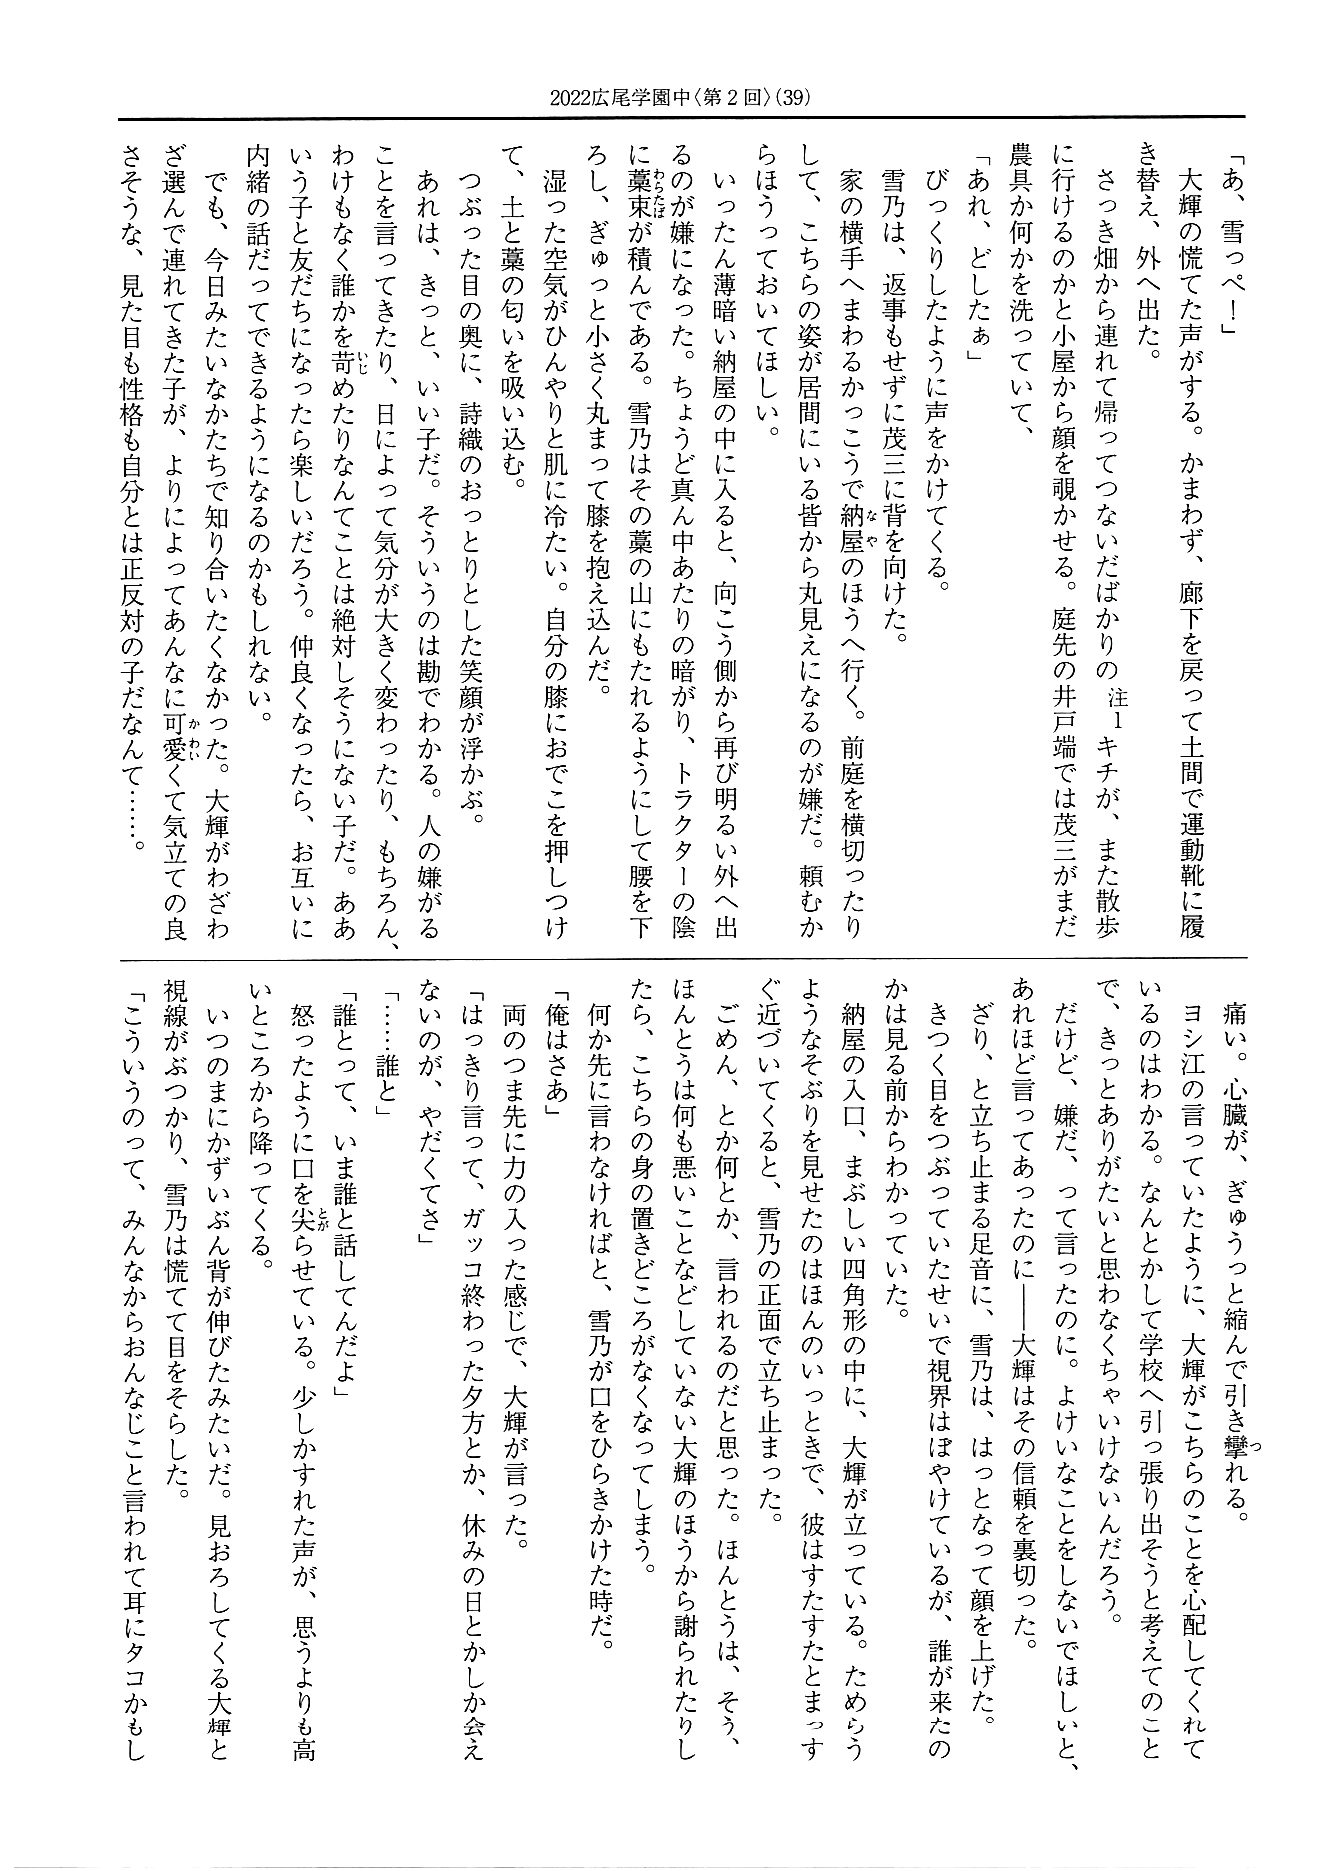 2022広尾学園中〈第2回〉(39)
「あ、雪っぺ！」
大輝の慌てた声がする。かまわず、廊下を戻って土間で運動靴に履
き替え、外へ出た。
さっき畑から連れて帰ってつないだばかりの注1キチが、また散歩
に行けるのかと小屋から顔を覗かせる。庭先の井戸端では茂三がまだ
農具か何かを洗っていて、
「あれ、どしたぁ」
びっくりしたように声をかけてくる。
雪乃は、返事もせずに茂三に背を向けた。
家の横手へまわるかっこうで納屋のほうへ行く。前庭を横切ったり
なや
して、こちらの姿が居間にいる皆から丸見えになるのが嫌だ。頼むか
らほうっておいてほしい。
いったん薄暗い納屋の中に入ると、向こう側から再び明るい外へ出
るのが嫌になった。ちょうど真ん中あたりの暗がり、トラクターの陰
に藁束が積んである。雪乃はその藁の山にもたれるようにして腰を下
わらたば
ろし、ぎゅっと小さく丸まって膝を抱え込んだ。
湿った空気がひんやりと肌に冷たい。自分の膝におでこを押しつけ
て、土と藁の匂いを吸い込む。
つぶった目の奥に、詩織のおっとりとした笑顔が浮かぶ。
あれは、きっと、いい子だ。そういうのは勘でわかる。人の嫌がる
ことを言ってきたり、日によって気分が大きく変わったり、もちろん、
わけもなく誰かを苛めたりなんてことは絶対しそうにない子だ。ああ
いじ
いう子と友だちになったら楽しいだろう。仲良くなったら、お互いに
内緒の話だってできるようになるのかもしれない。
でも、今日みたいなかたちで知り合いたくなかった。大輝がわざわ
ざ選んで連れてきた子が、よりによってあんなに可愛くて気立ての良
かわい
さそうな、見た目も性格も自分とは正反対の子だなんて……。
痛い。心臓が、ぎゅうっと縮んで引き攣れる。
つ
ヨシ江の言っていたように、大輝がこちらのことを心配してくれて
いるのはわかる。なんとかして学校へ引っ張り出そうと考えてのこと
で、きっとありがたいと思わなくちゃいけないんだろう。
だけど、嫌だ、って言ったのに。よけいなことをしないでほしいと、
あれほど言ってあったのに――大輝はその信頼を裏切った。
ざり、と立ち止まる足音に、雪乃は、はっとなって顔を上げた。
きつく目をつぶっていたせいで視界はぼやけているが、誰が来たの
かは見る前からわかっていた。
納屋の入口、まぶしい四角形の中に、大輝が立っている。ためらう
ようなそぶりを見せたのはほんのいっときで、彼はすたすたとまっす
ぐ近づいてくると、雪乃の正面で立ち止まった。
ごめん、とか何とか、言われるのだと思った。ほんとうは、そう、
ほんとうは何も悪いことなどしていない大輝のほうから謝られたりし
たら、こちらの身の置きどころがなくなってしまう。
何か先に言わなければと、雪乃が口をひらきかけた時だ。
「俺はさあ」
両のつま先に力の入った感じで、大輝が言った。
「はっきり言って、ガッコ終わった夕方とか、休みの日とかしか会え
ないのが、やだくてさ」
「……誰と」
「誰とって、いま誰と話してんだよ」
怒ったように口を尖らせている。少しかすれた声が、思うよりも高
とが
いところから降ってくる。
いつのまにかずいぶん背が伸びたみたいだ。見おろしてくる大輝と
視線がぶつかり、雪乃は慌てて目をそらした。
「こういうのって、みんなからおんなじこと言われて耳にタコかもし